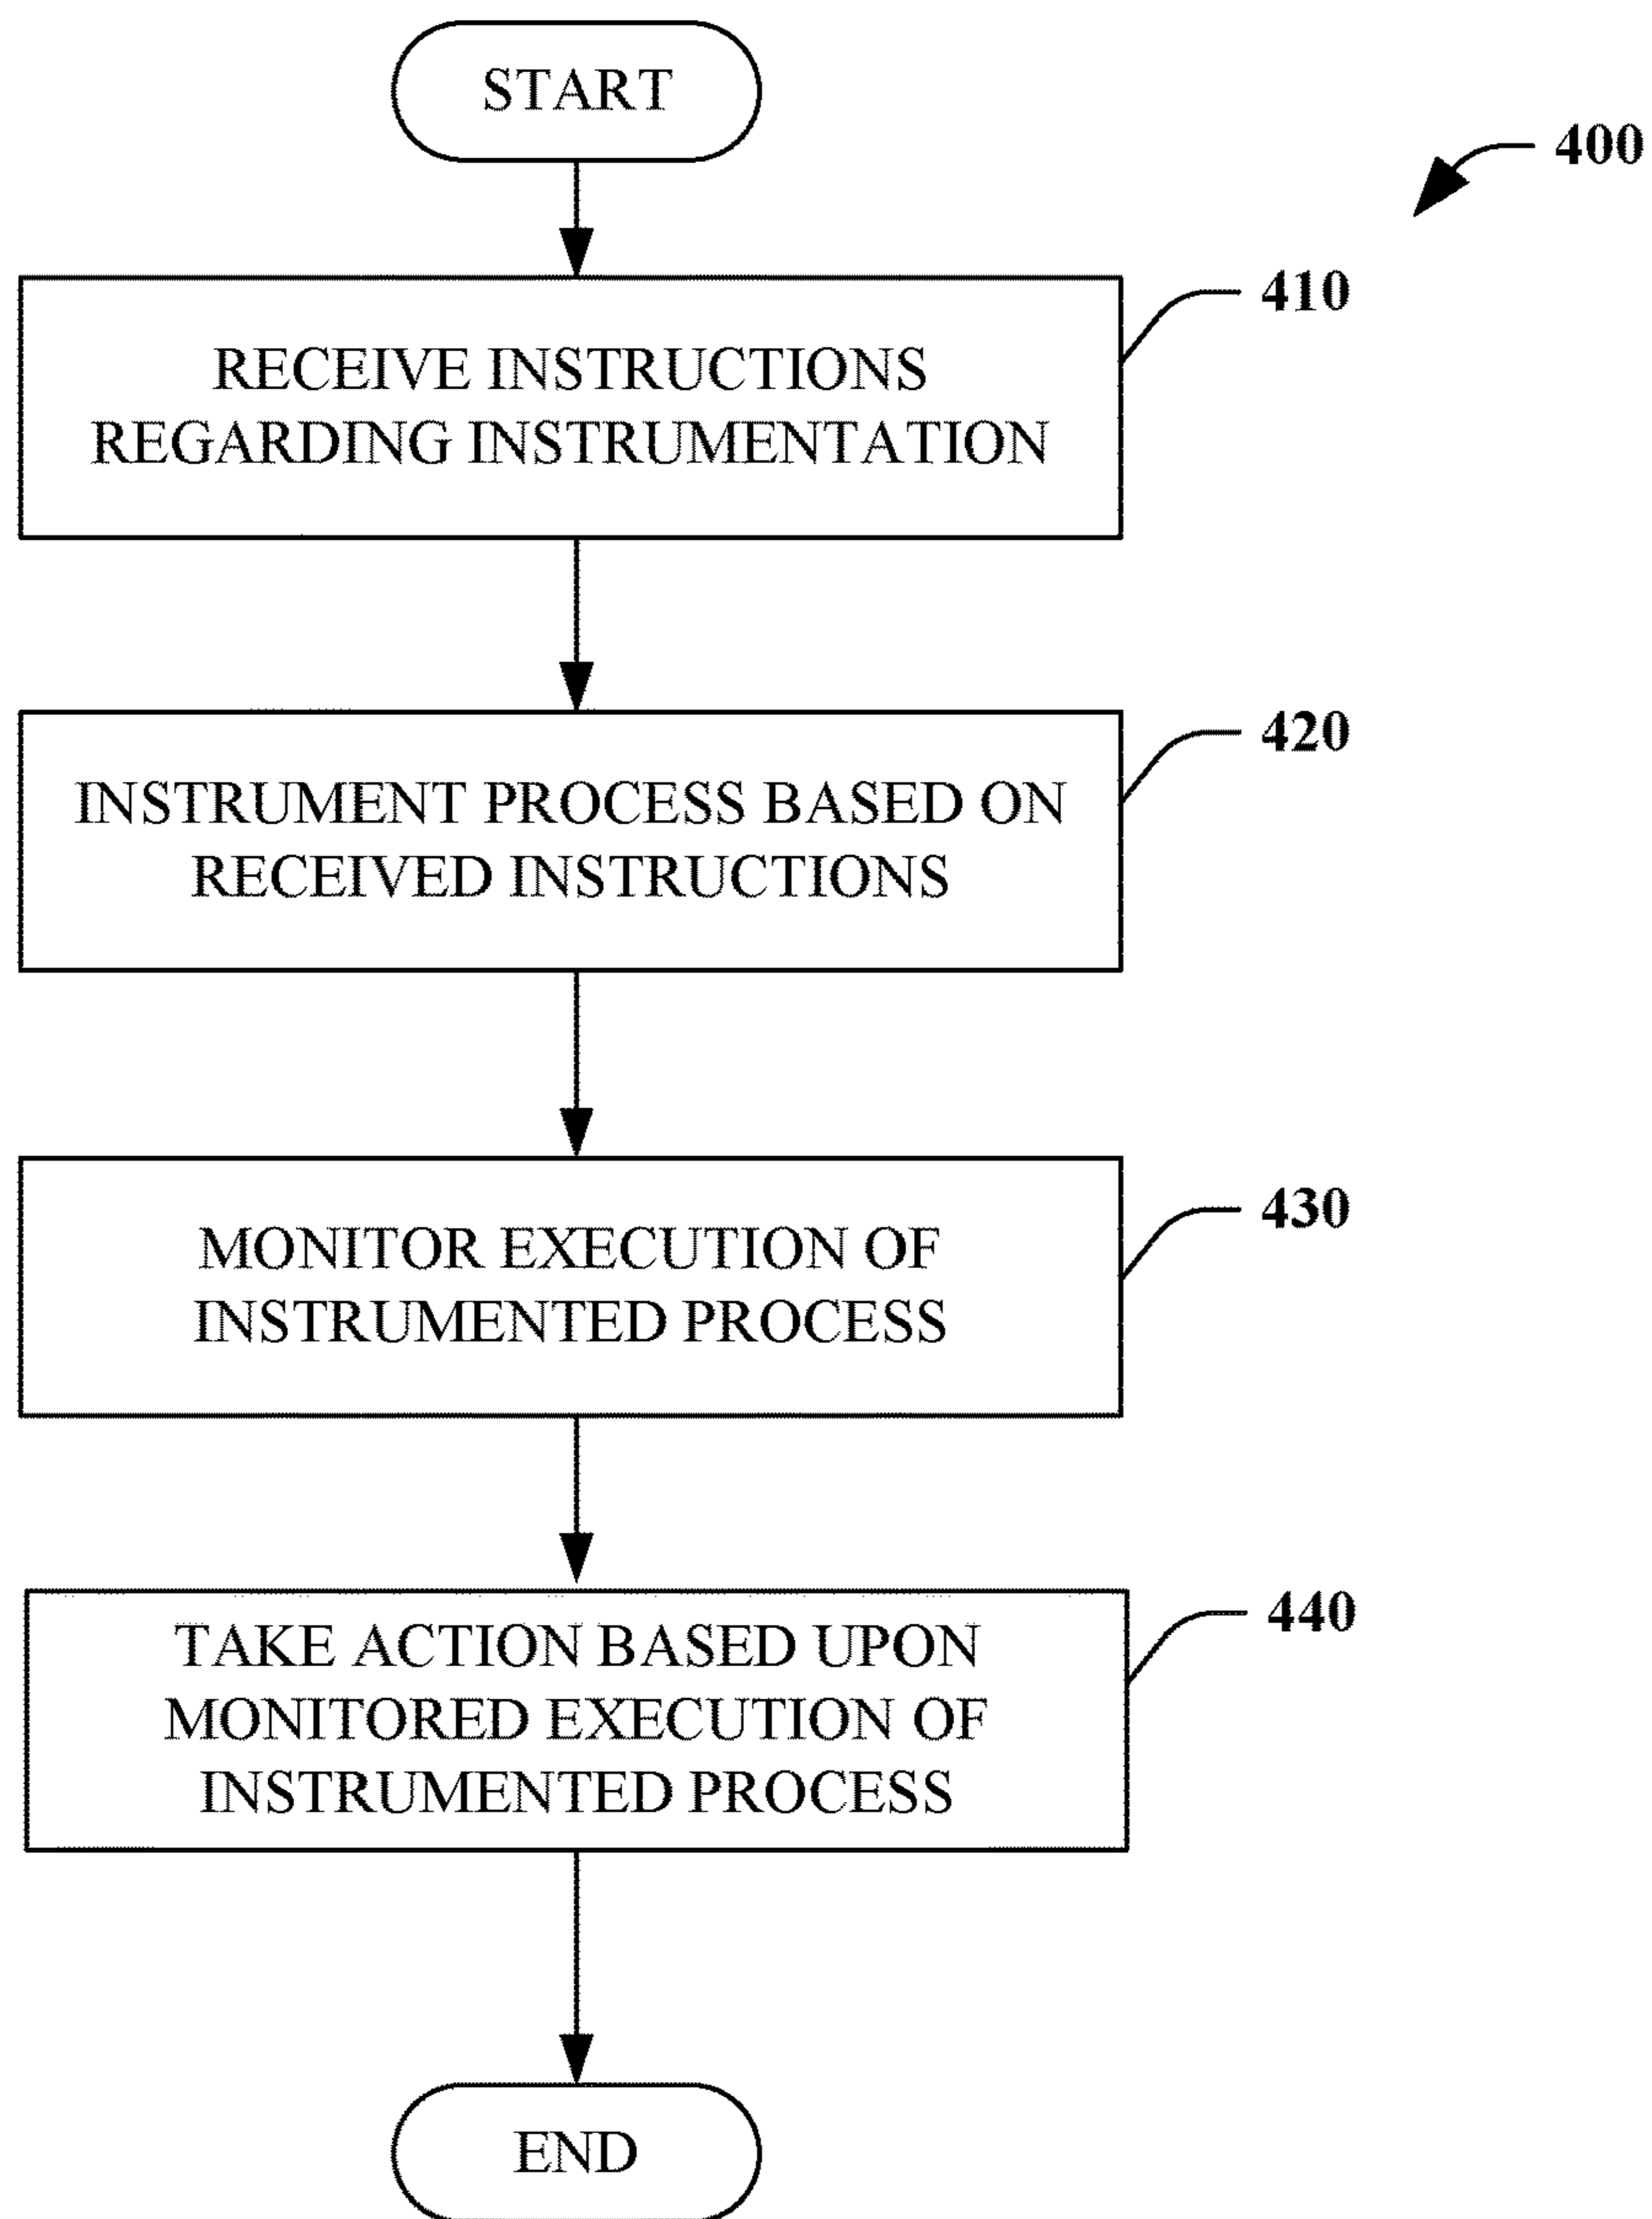 START
400
410
RECEIVE INSTRUCTIONS
REGARDING INSTRUMENTATION
420
INSTRUMENT PROCESS BASED ON
RECEIVED INSTRUCTIONS
430
MONITOR EXECUTION OF
INSTRUMENTED PROCESS
440
TAKE ACTION BASED UPON
MONITORED EXECUTION OF
INSTRUMENTED PROCESS
END